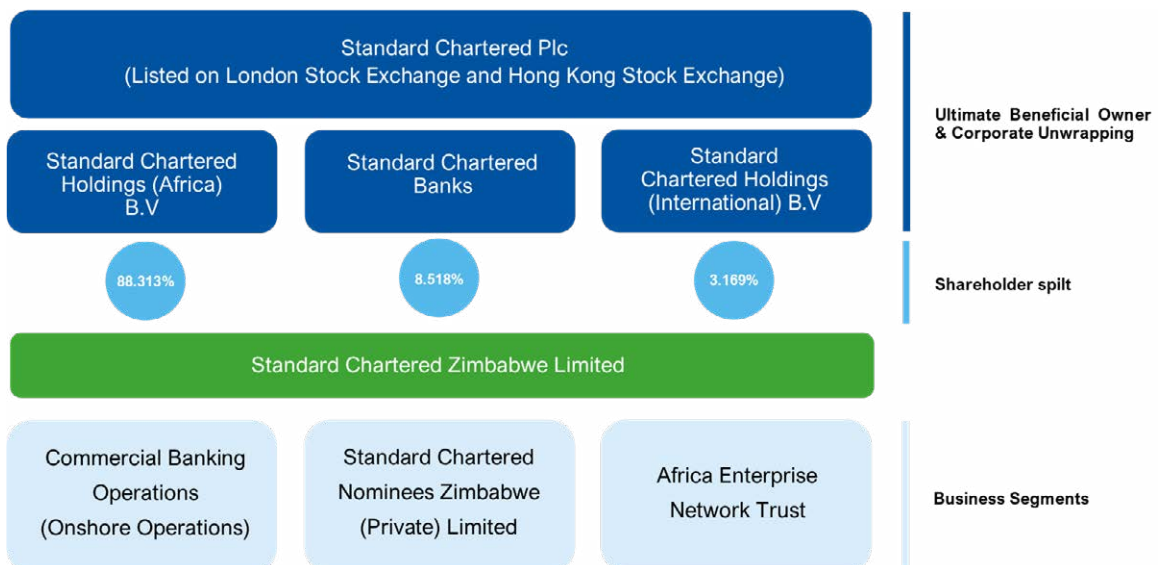 Standard Chartered Plc
(Listed on London Stock Exchange and Hong Kong Stock Exchange)
Ultimate Beneficial Owner
& Corporate Unwrapping
Standard Chartered
Holdings (Africa)
B.V
Standard Chartered
Banks
Standard
Chartered Holdings
(International) B.V
88.313%
8.518%
3.169%
Shareholder spilt
Standard Chartered Zimbabwe Limited
Commercial Banking
Operations
(Onshore Operations)
Standard Chartered
Nominees Zimbabwe
(Private) Limited
Africa Enterprise
Network Trust
Business Segments